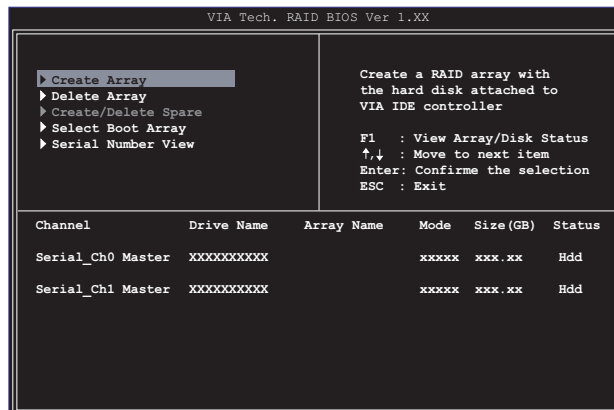 VIA Tech. RAID BIOS Ver 1.XX
Create Array
Delete Array
Create/Delete Spare
Select Boot Array
Serial Number View
Create a RAID array with
the hard disk attached to
VIA IDE controller
F1 : View Array/Disk Status
↑,↓ : Move to next item
Enter: Confirme the selection
ESC : Exit
Channel Drive Name Array Name Mode Size(GB) Status
Serial_Ch0 Master XXXXXXXXXX xxxxx xxx.xx Hdd
Serial_Ch1 Master XXXXXXXXXX xxxxx xxx.xx Hdd